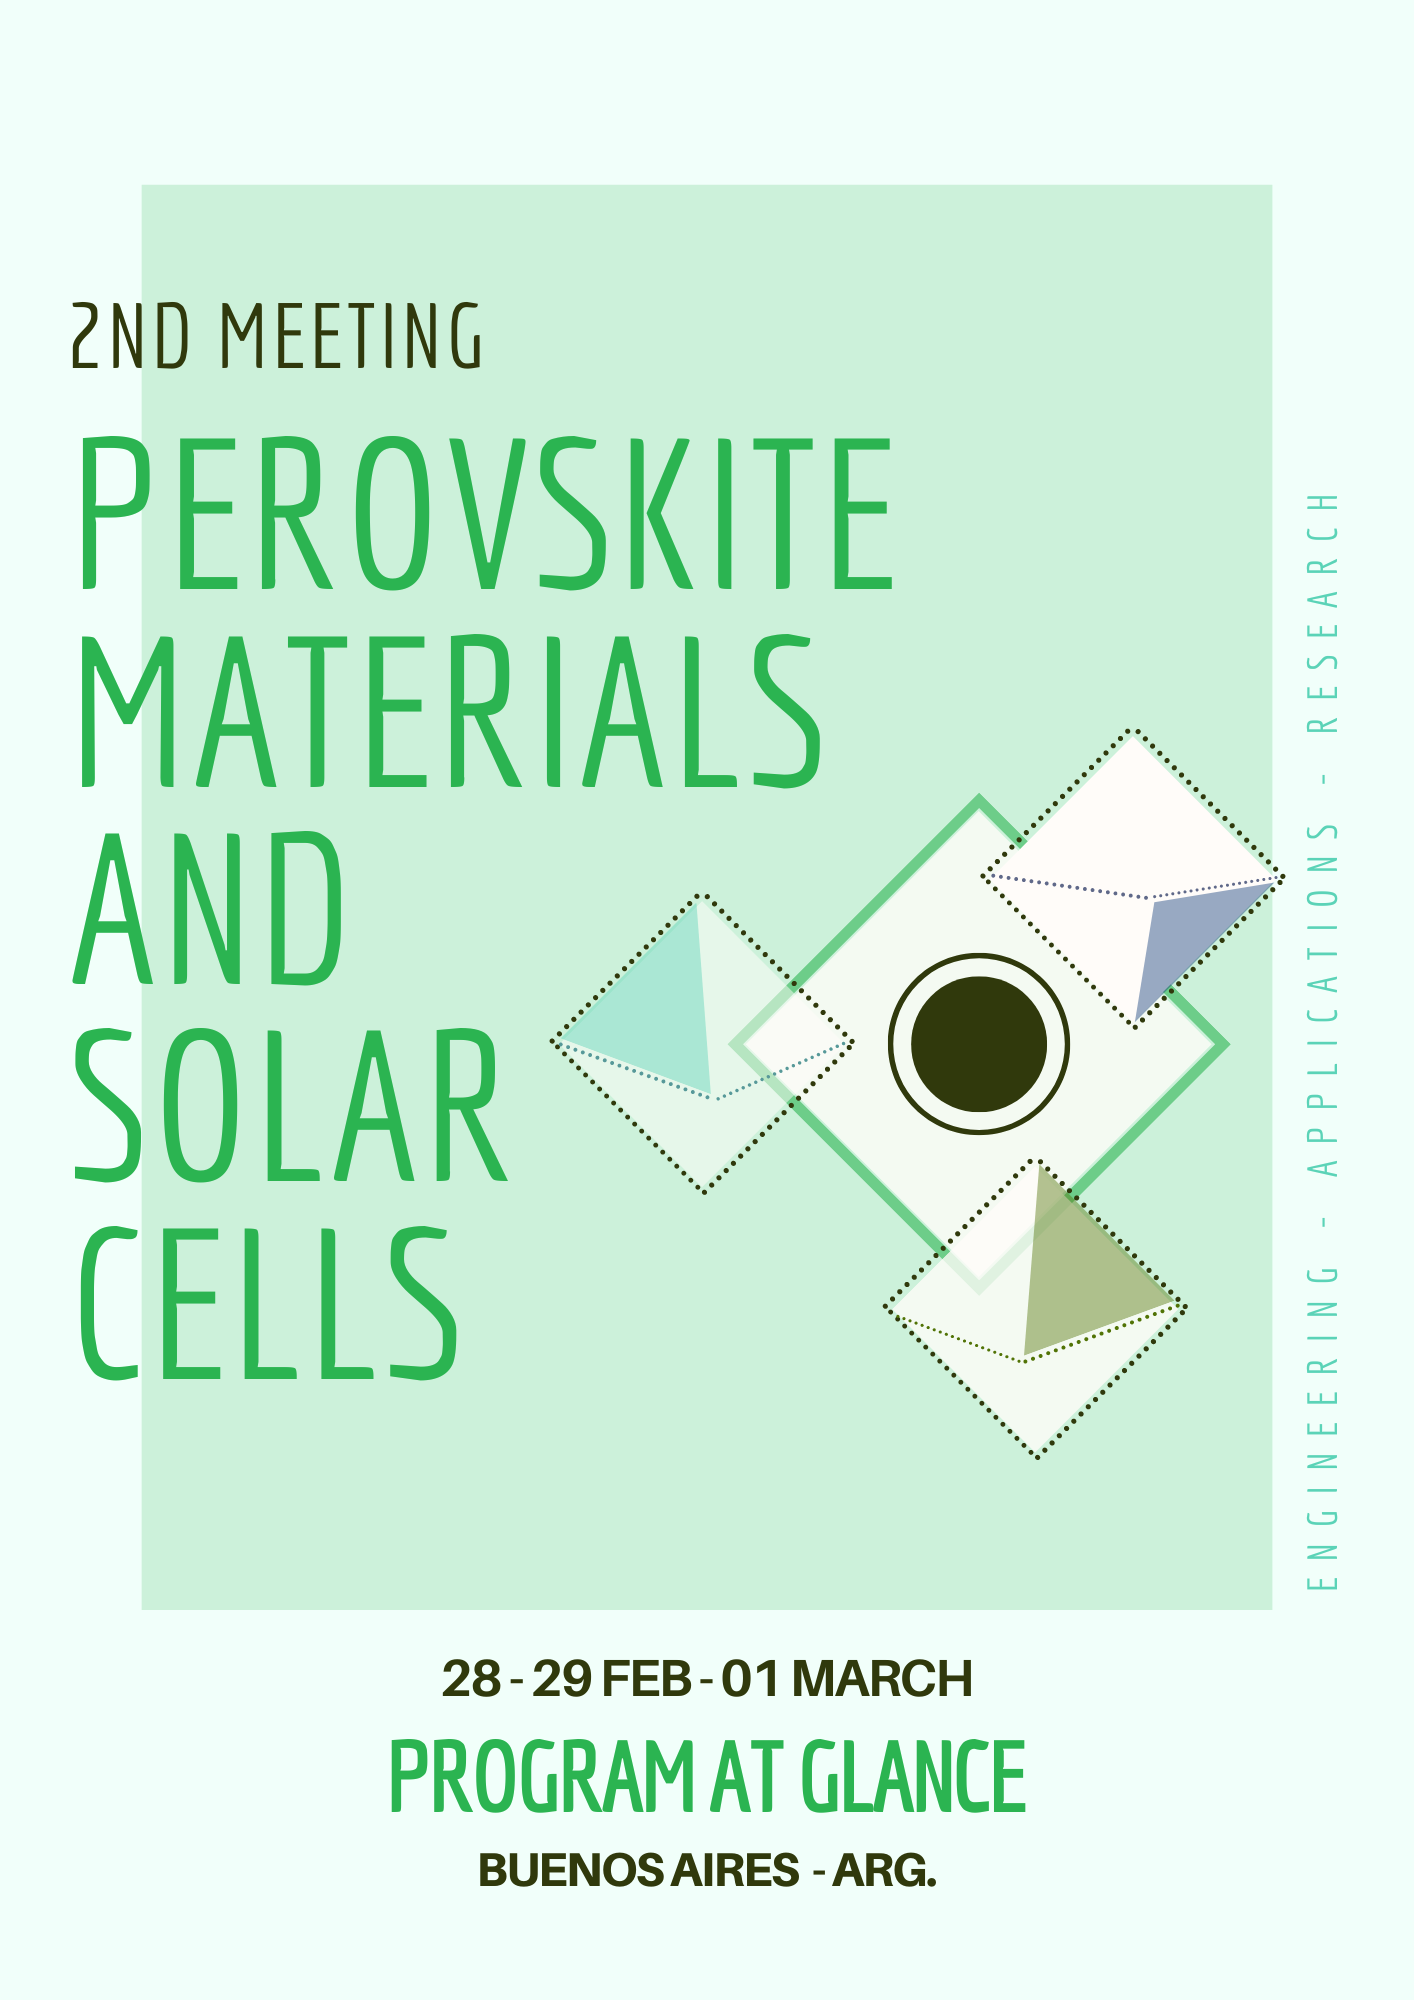 2ND MEETING
PEROVSKITE
MATERIALS
AND
SOLAR
CELLS
ENGINEERING - APPLICATIONS - RESEARCH
28 - 29 FEB - 01 MARCH
PROGRAM AT GLANCE
BUENOS AIRES - ARG.